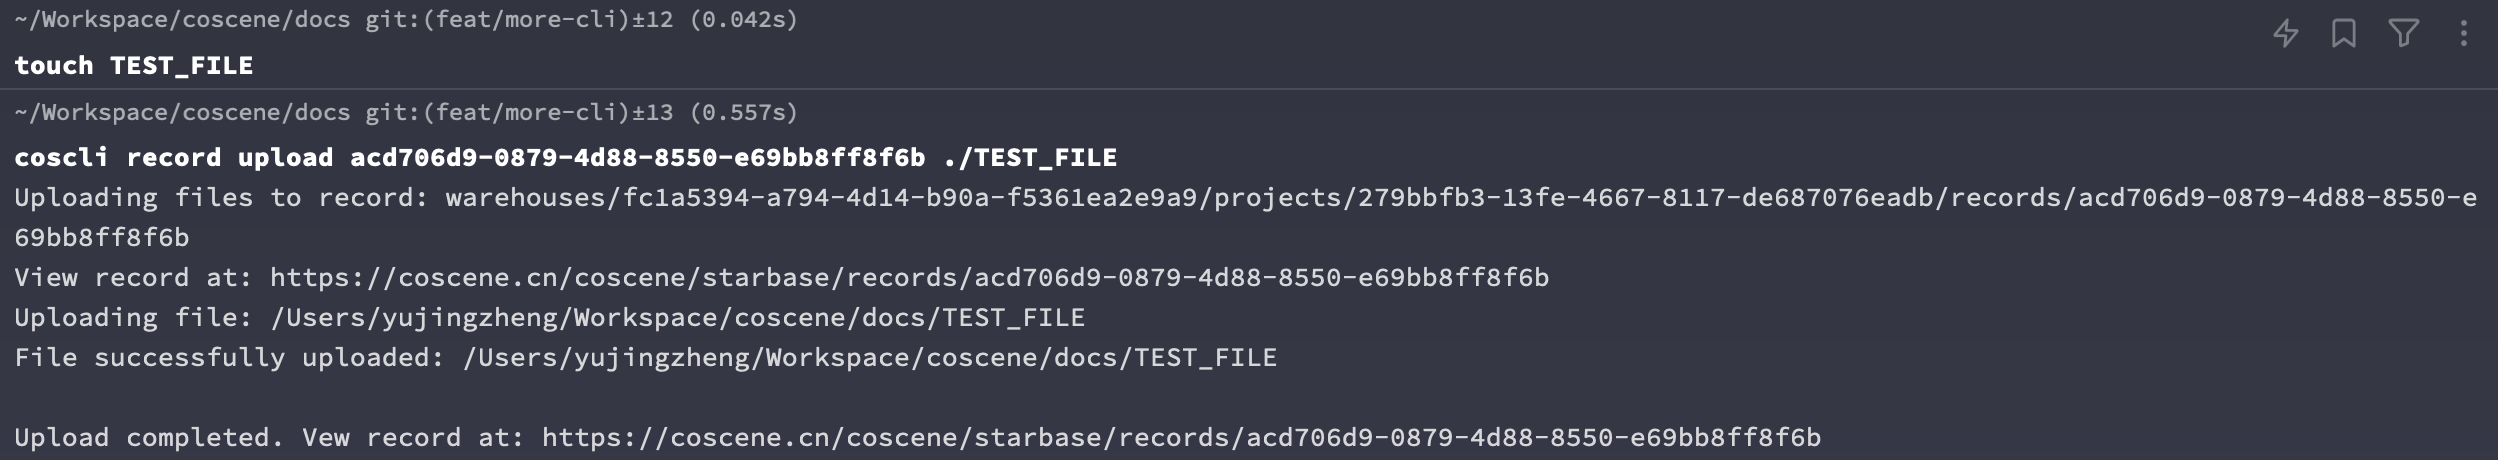 ~/Workspace/coscene/docs git:(feat/more-cli)±12 (0.042s)
touch TEST_FILE
~/Workspace/coscene/docs git:(feat/more-cli)±13 (0.557s)
coscli record upload acd706d9-0879-4d88-8550-e69bb8ff8f6b ./TEST_FILE
Uploading files to record: warehouses/fc1a5394-a794-4d14-b90a-f5361ea2e9a9/projects/279bbfb3-13fe-4667-8117-de687076eadb/records/acd706d9-0879-4d88-8550-e
69bb8ff8f6b
View record at: https://coscene.cn/coscene/starbase/records/acd706d9-0879-4d88-8550-e69bb8ff8f6b
Uploading file: /Users/yujingzheng/Workspace/coscene/docs/TEST_FILE
File successfully uploaded: /Users/yujingzheng/Workspace/coscene/docs/TEST_FILE
Upload completed. Vew record at: https://coscene.cn/coscene/starbase/records/acd706d9-0879-4d88-8550-e69bb8ff8f6b